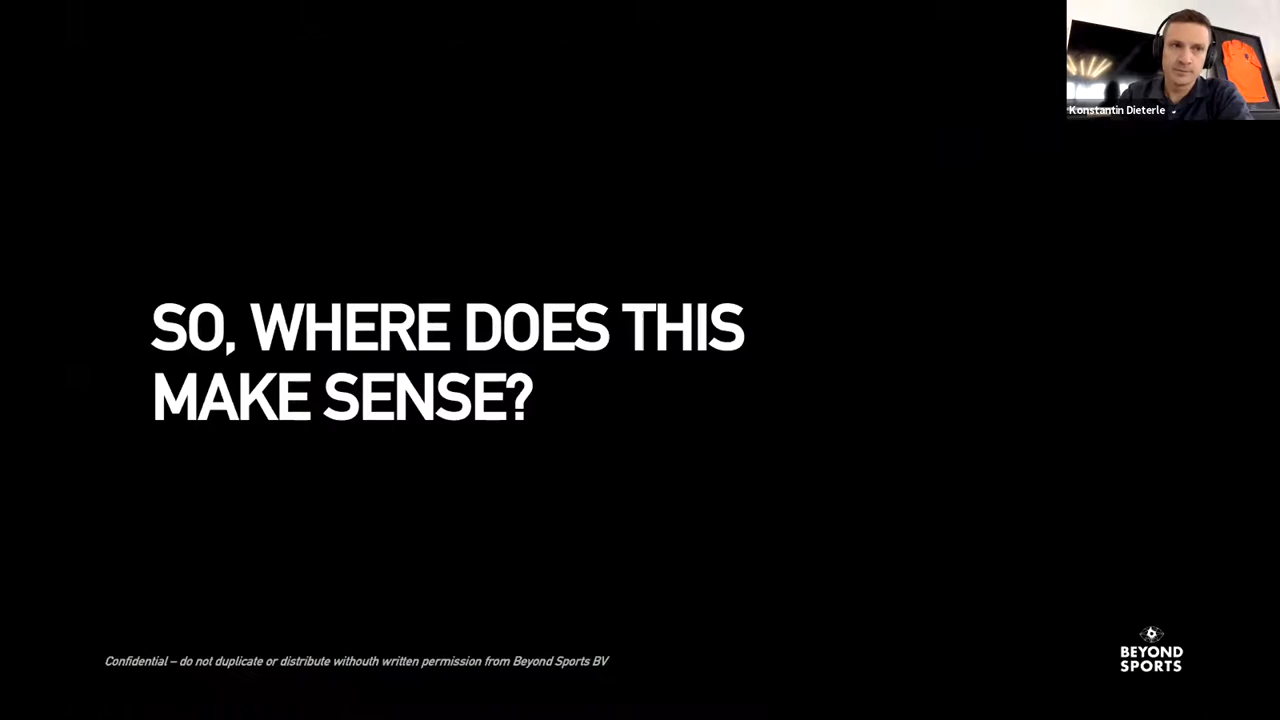 Konstantin Dieterle
SO, WHERE DOES THIS
MAKE SENSE?
Confidential – do not duplicate or distribute withouth written permission from Beyond Sports BV
BEYOND
SPORTS